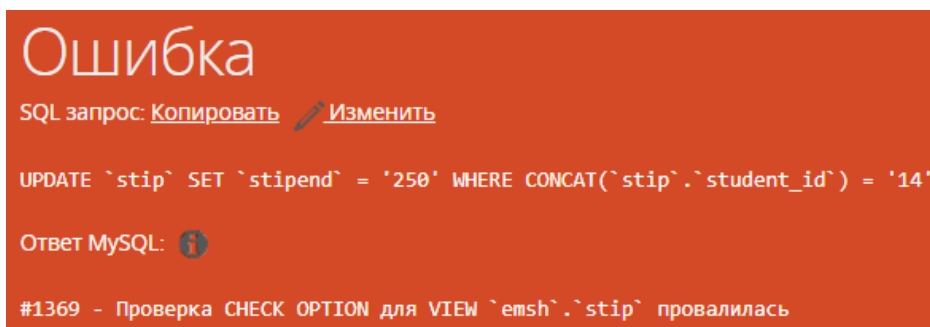 Ошибка
SQL запрос: Копировать Изменить
UPDATE `stip` SET `stipend` = '250' WHERE CONCAT(`stip`.`student_id`) = '14'
Ответ MySQL:
#1369 - Проверка CHECK OPTION для VIEW `emsh`.`stip` провалилась